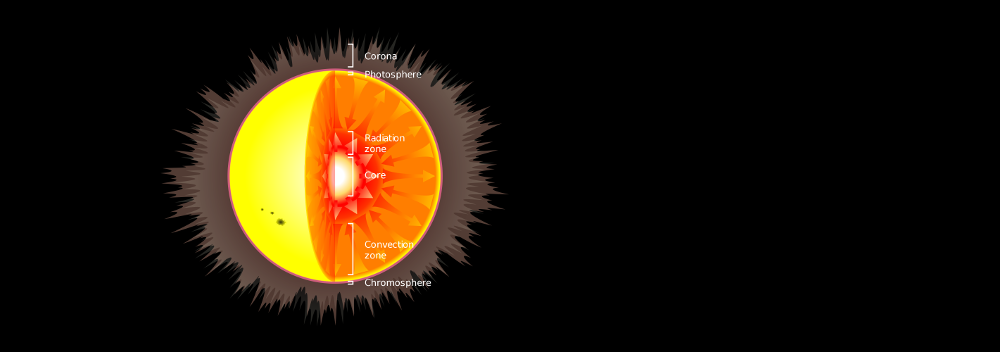 Corona
Photosphere
Radiation
zone
Core
Convection
zone
Chromosphere